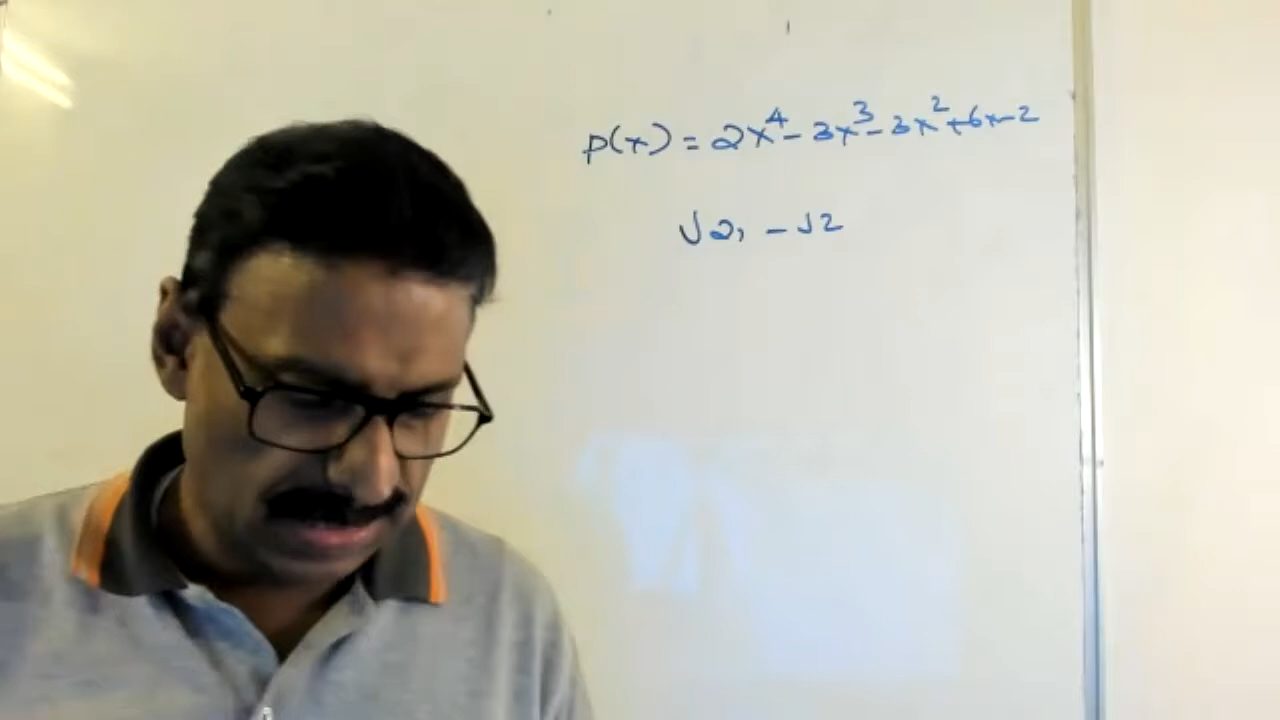 p(x) = 2x⁴ - 3x³ - 3x² + 6x - 2
√2, -√2